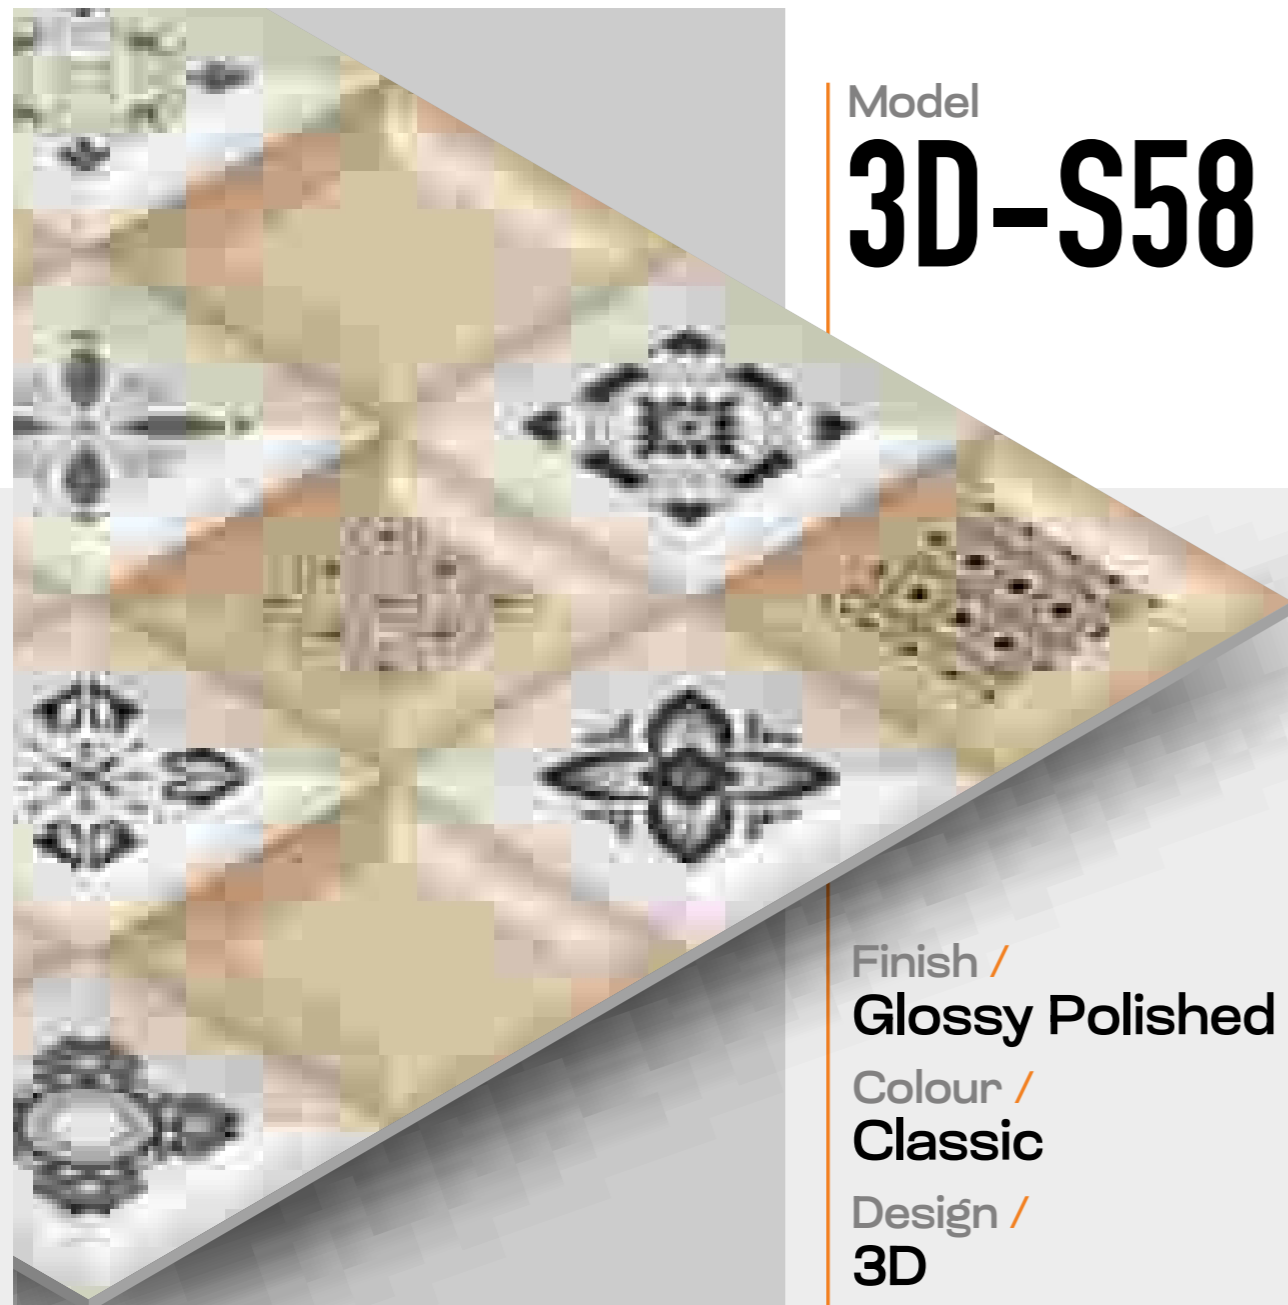 Model
3D-S58
Finish /
Glossy Polished
Colour /
Classic
Design /
3D